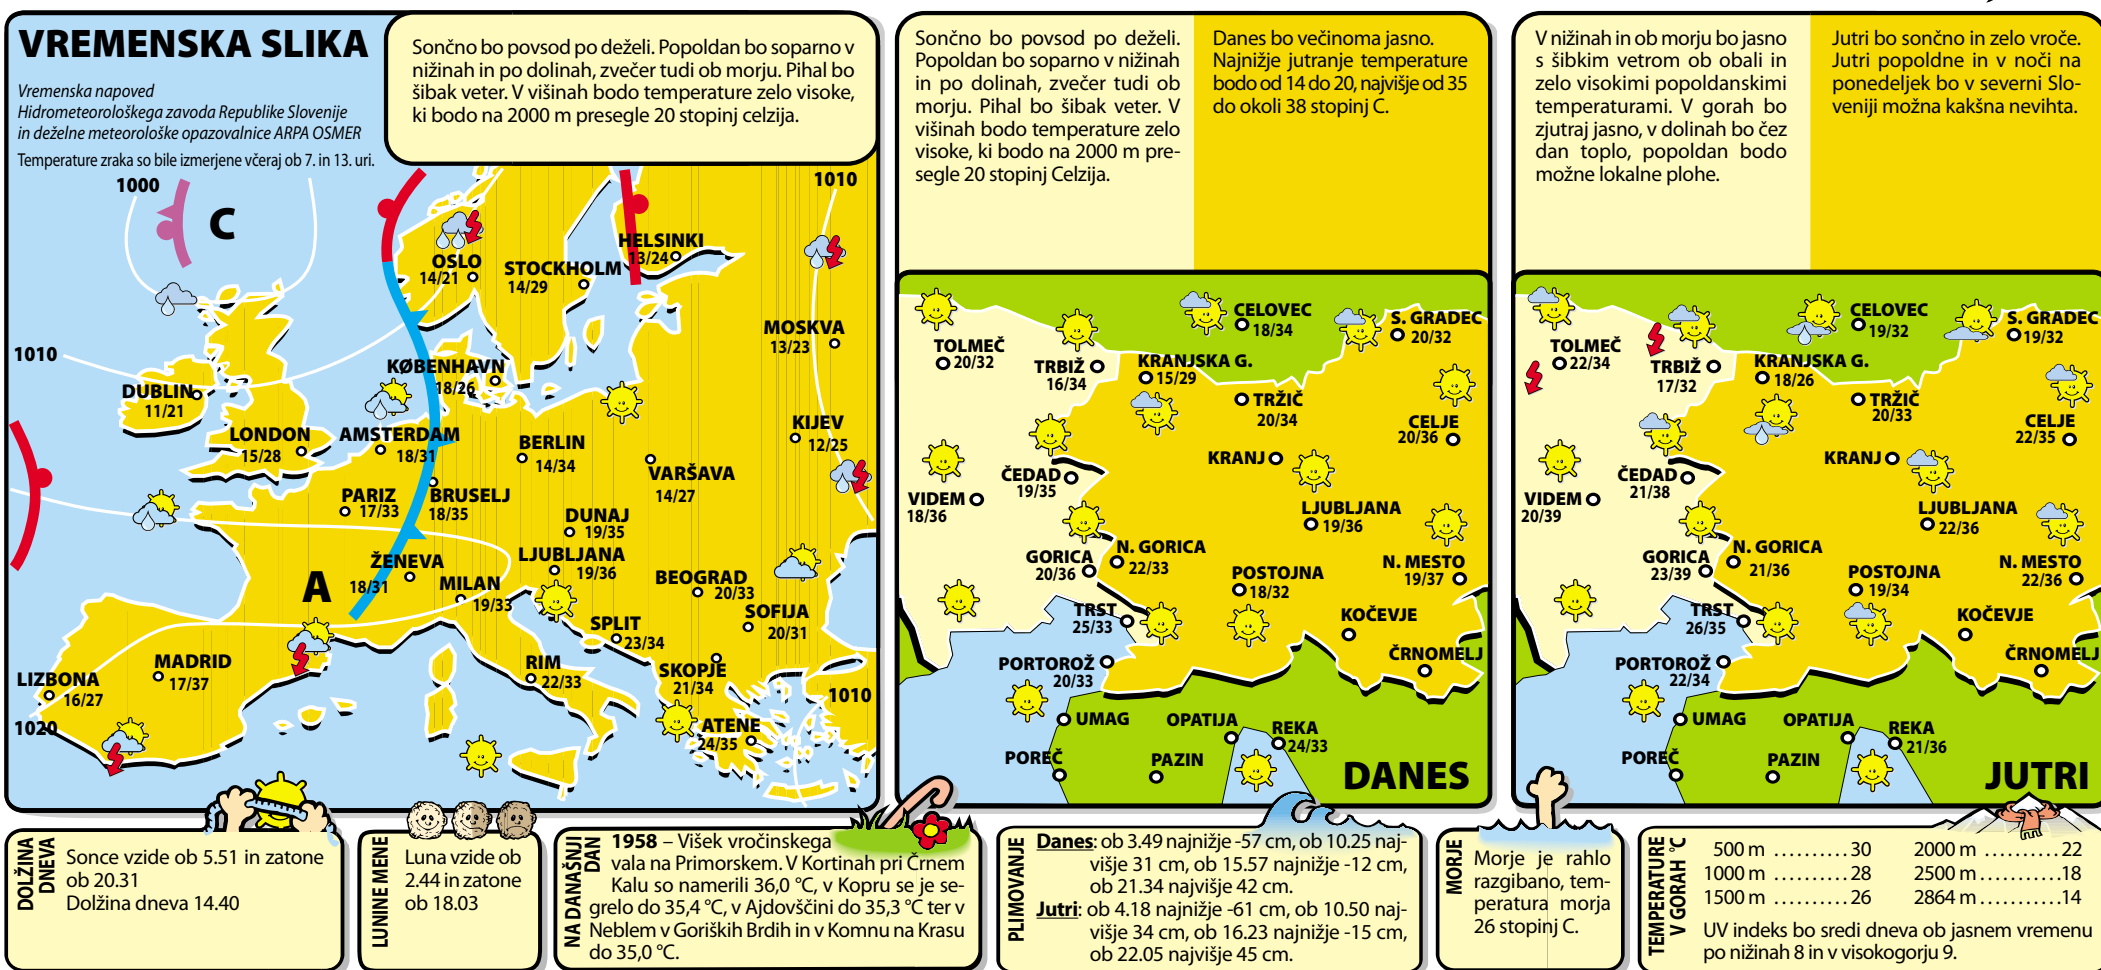 VREMENSKA SLIKA
Vremenska napoved
Hidrometeorološkega zavoda Republike Slovenije
in deželne meteorološke opazovalnice ARPA OSMER
Temperature zraka so bile izmerjene včeraj ob 7. in 13. uri.
Sončno bo povsod po deželi. Popoldan bo soparno v
nižinah in po dolinah, zvečer tudi ob morju. Pihal bo
šibak veter. V višinah bodo temperature zelo visoke,
ki bodo na 2000 m presegle 20 stopinj celzija.
1000
C
1010
HELSINKI
13/24
OSLO
14/21
STOCKHOLM
14/29
MOSKVA
13/23
1010
KØBENHAVN
18/26
DUBLIN
11/21
LONDON
15/28
AMSTERDAM
18/31
BERLIN
14/34
KIJEV
12/25
VARŠAVA
14/27
PARIZ
17/33
BRUSELJ
18/35
DUNAJ
19/35
ŽENEVA
18/31
LJUBLJANA
19/36
A
MILAN
19/33
BEOGRAD
20/33
SOFIJA
20/31
SPLIT
23/34
MADRID
17/37
RIM
22/33
SKOPJE
21/34
LIZBONA
16/27
1010
1020
ATENE
24/35
Sončno bo povsod po deželi.
Popoldan bo soparno v nižinah
in po dolinah, zvečer tudi ob
morju. Pihal bo šibak veter. V
višinah bodo temperature zelo
visoke, ki bodo na 2000 m pre-
segle 20 stopinj Celzija.
Danes bo večinoma jasno.
Najnižje jutranje temperature
bodo od 14 do 20, najvišje od 35
do okoli 38 stopinj C.
CELOVEC
18/34
S. GRADEC
20/32
TOLMEČ
20/32
TRBIŽ
16/34
KRANJSKA G.
15/29
TRŽIČ
20/34
CELJE
20/36
KRANJ
ČEDAD
19/35
VIDEM
18/36
LJUBLJANA
19/36
GORICA
20/36
N. GORICA
22/33
N. MESTO
19/37
POSTOJNA
18/32
TRST
25/33
KOČEVJE
PORTOROŽ
20/33
ČRNOMELJ
UMAG
OPATIJA
REKA
24/33
POREČ
PAZIN
DANES
V nižinah in ob morju bo jasno
s šibkim vetrom ob obali in
zelo visokimi popoldanskimi
temperaturami. V gorah bo
zjutraj jasno, v dolinah bo čez
dan toplo, popoldan bodo
možne lokalne plohe.
Jutri bo sončno in zelo vroče.
Jutri popoldne in v noči na
ponedeljek bo v severni Slo-
veniji možna kakšna nevihta.
CELOVEC
19/32
S. GRADEC
19/32
TOLMEČ
22/34
TRBIŽ
17/32
KRANJSKA G.
18/26
TRŽIČ
20/33
CELJE
22/35
KRANJ
ČEDAD
21/38
VIDEM
20/39
LJUBLJANA
22/36
GORICA
23/39
N. GORICA
21/36
N. MESTO
22/36
POSTOJNA
19/34
TRST
26/35
KOČEVJE
PORTOROŽ
22/34
ČRNOMELJ
UMAG
OPATIJA
REKA
21/36
POREČ
PAZIN
JUTRI
DOLŽINA
DNEVA
Sonce vzide ob 5.51 in zatone
ob 20.31
Dolžina dneva 14.40
LUNINE MENE
Luna vzide ob
2.44 in zatone
ob 18.03
NA DANAŠNJI
DAN
1958 – Višek vročinskega
vala na Primorskem. V Kortinah pri Črnem
Kalu so namerili 36,0 °C, v Kopru se je se-
grelo do 35,4 °C, v Ajdovščini do 35,3 °C ter v
Neblem v Goriških Brdih in v Komnu na Krasu
do 35,0 °C.
PLIMOVANJE
Danes: ob 3.49 najnižje -57 cm, ob 10.25 naj-
višje 31 cm, ob 15.57 najnižje -12 cm,
ob 21.34 najvišje 42 cm.
Jutri: ob 4.18 najnižje -61 cm, ob 10.50 naj-
višje 34 cm, ob 16.23 najnižje -15 cm,
ob 22.05 najvišje 45 cm.
MORJE
Morje je rahlo
razgibano, tem-
peratura morja
26 stopinj C.
TEMPERATURE
V GORAH °C
500 m ..........30
1000 m .........28
1500 m .........26
2000 m .........22
2500 m .........18
2864 m .........14
UV indeks bo sredi dneva ob jasnem vremenu
po nižinah 8 in v visokogorju 9.